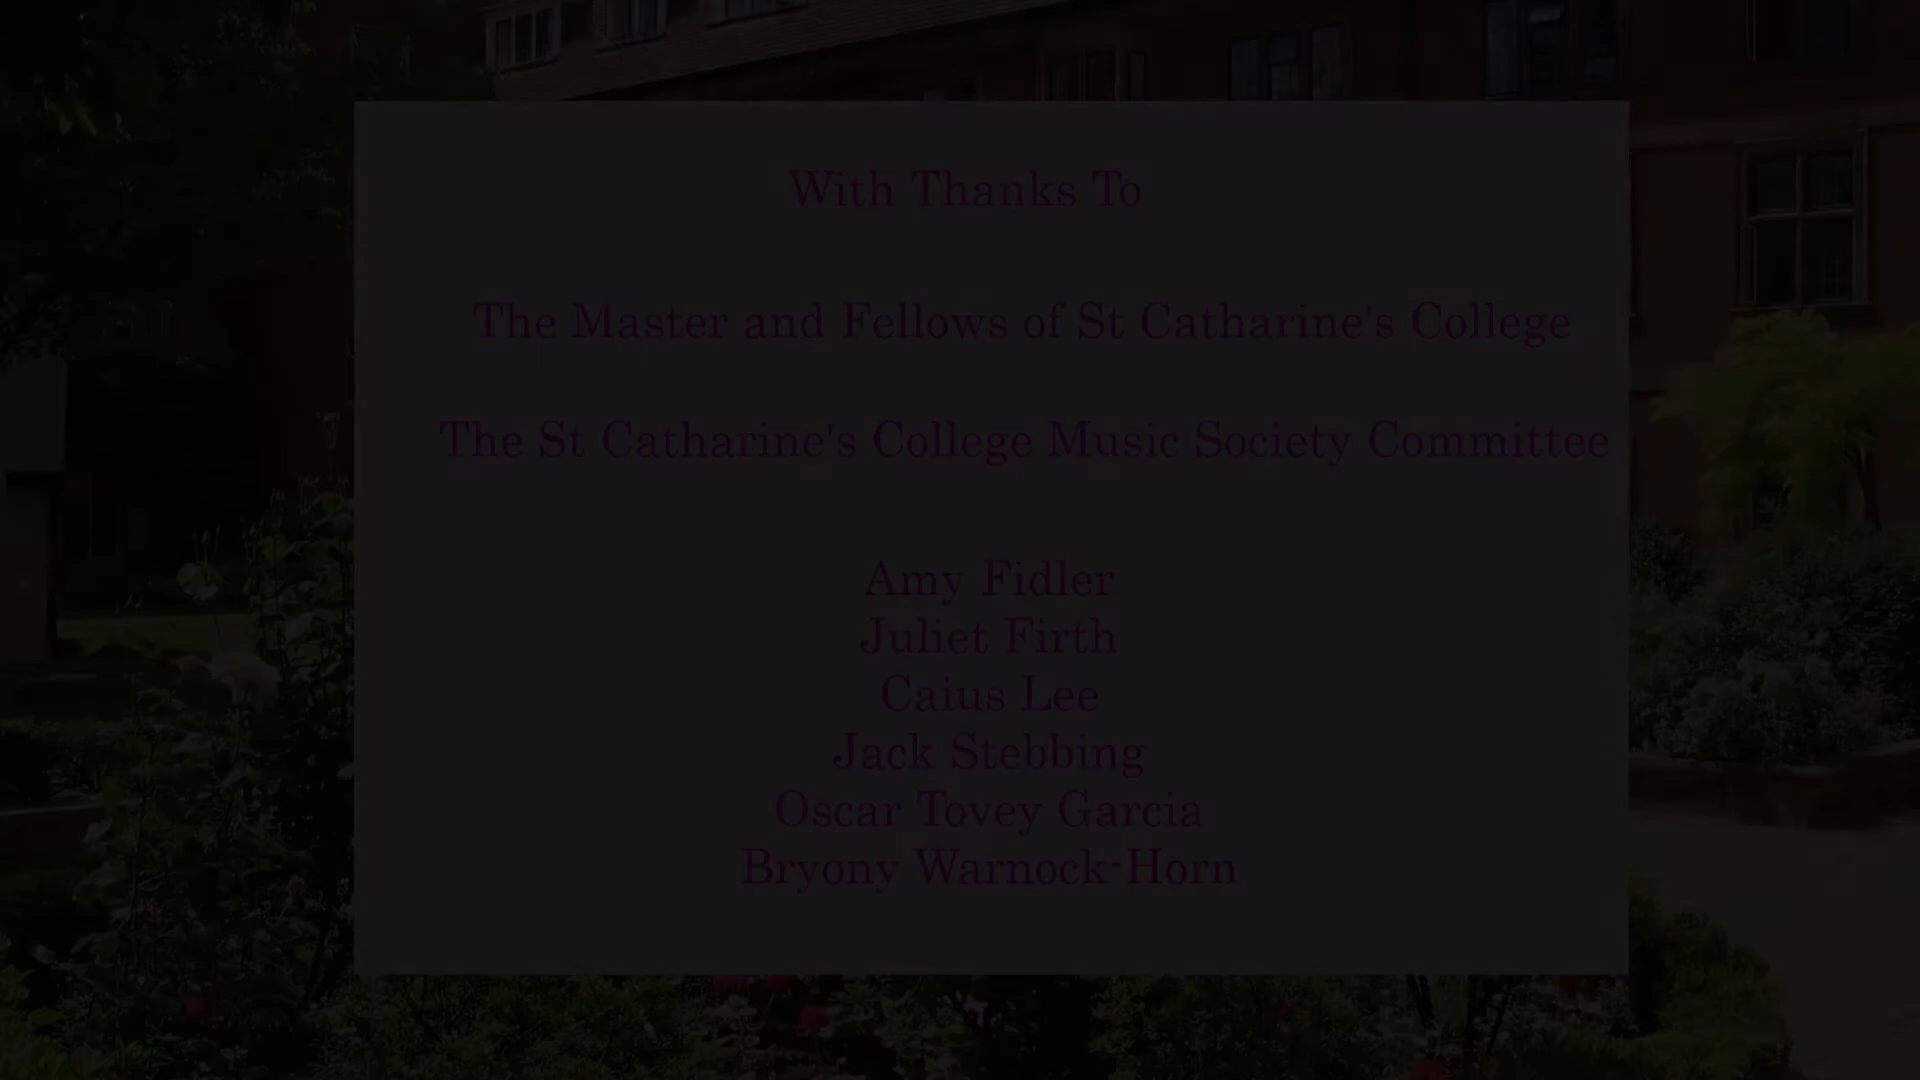 With Thanks To
The Master and Fellows of St Catharine's College
The St Catharine's College Music Society Committee
Amy Fidler
Juliet Firth
Caius Lee
Jack Stebbing
Oscar Tovey Garcia
Bryony Warnock-Horn